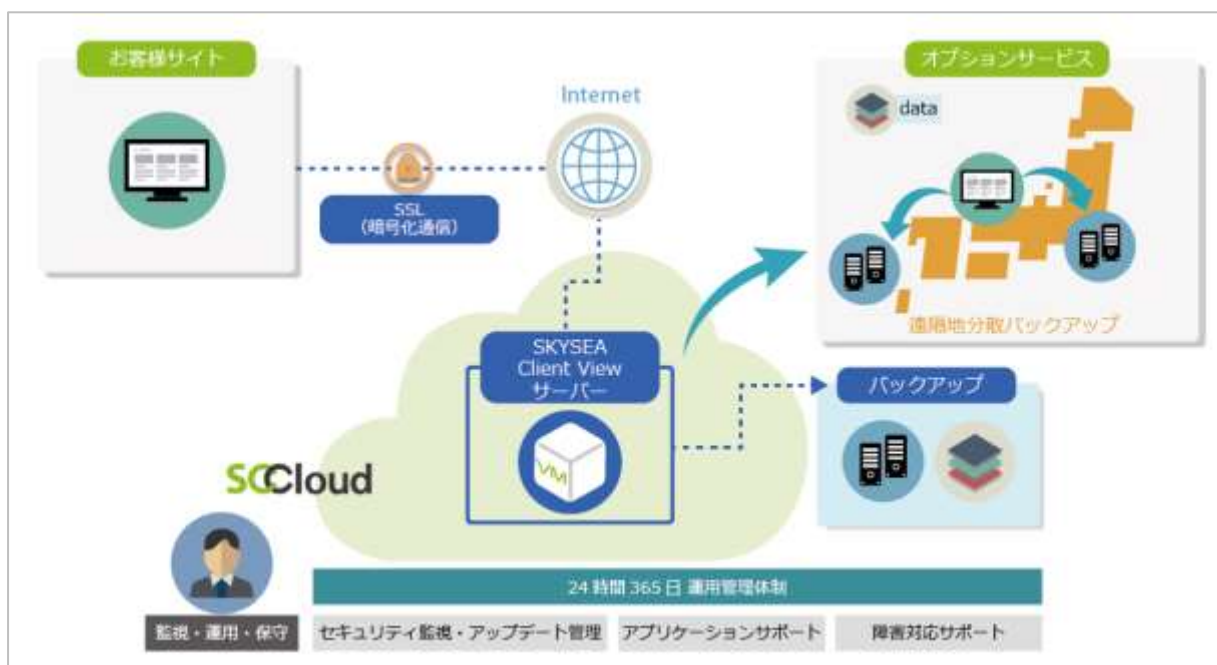 お客様サイト
オプションサービス
Internet
data
SSL
(暗号化通信)
遠隔地分散バックアップ
SKYSEA
Client View
サーバー
バックアップ
VM
SCCloud
24時間365日 運用管理体制
監視・運用・保守
セキュリティ監視・アップデート管理
アプリケーションサポート
障害対応サポート